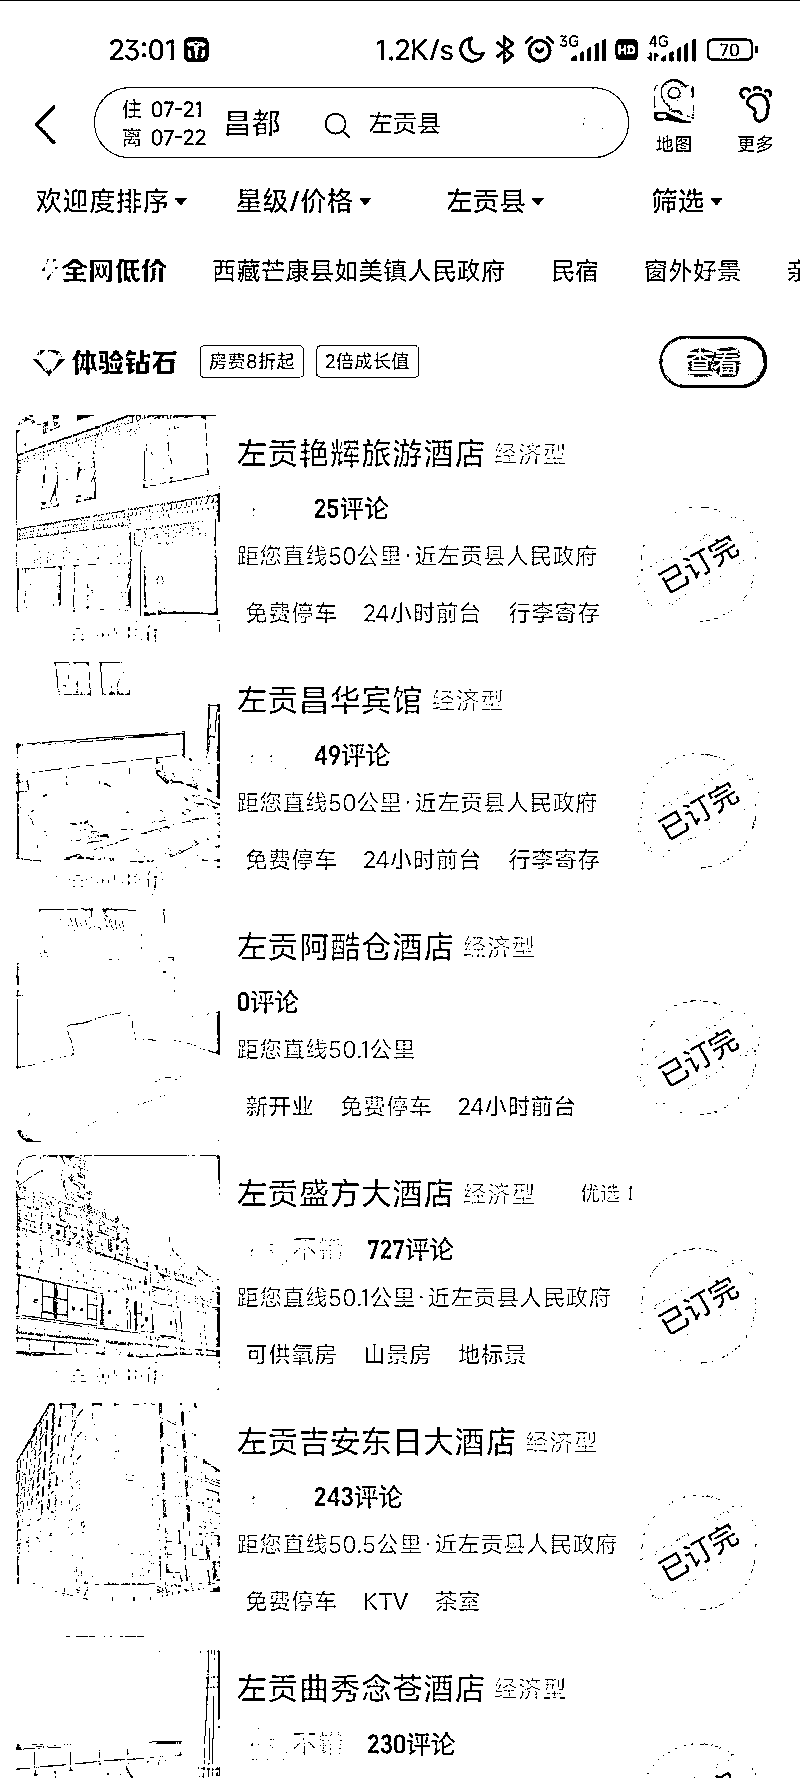 23:01 1.2K/s 3G HD 4G 70
住 07-21
离 07-22
昌都 左贡县
地图 更多
欢迎度排序 星级/价格 左贡县 筛选
全网低价 西藏芒康县如美镇人民政府 民宿 窗外好景
体验钻石 房费8折起 2倍成长值 查看
左贡艳辉旅游酒店 经济型
25评论
距您直线50公里·近左贡县人民政府
已订完
免费停车 24小时前台 行李寄存
左贡昌华宾馆 经济型
49评论
距您直线50公里·近左贡县人民政府
已订完
免费停车 24小时前台 行李寄存
左贡阿酷仓酒店 经济型
0评论
距您直线50.1公里
已订完
新开业 免费停车 24小时前台
左贡盛方大酒店 经济型 优选
不错 727评论
距您直线50.1公里·近左贡县人民政府
已订完
可供氧房 山景房 地标景
左贡吉安东日大酒店 经济型
243评论
距您直线50.5公里·近左贡县人民政府
已订完
免费停车 KTV 茶室
左贡曲秀念苍酒店 经济型
不错 230评论